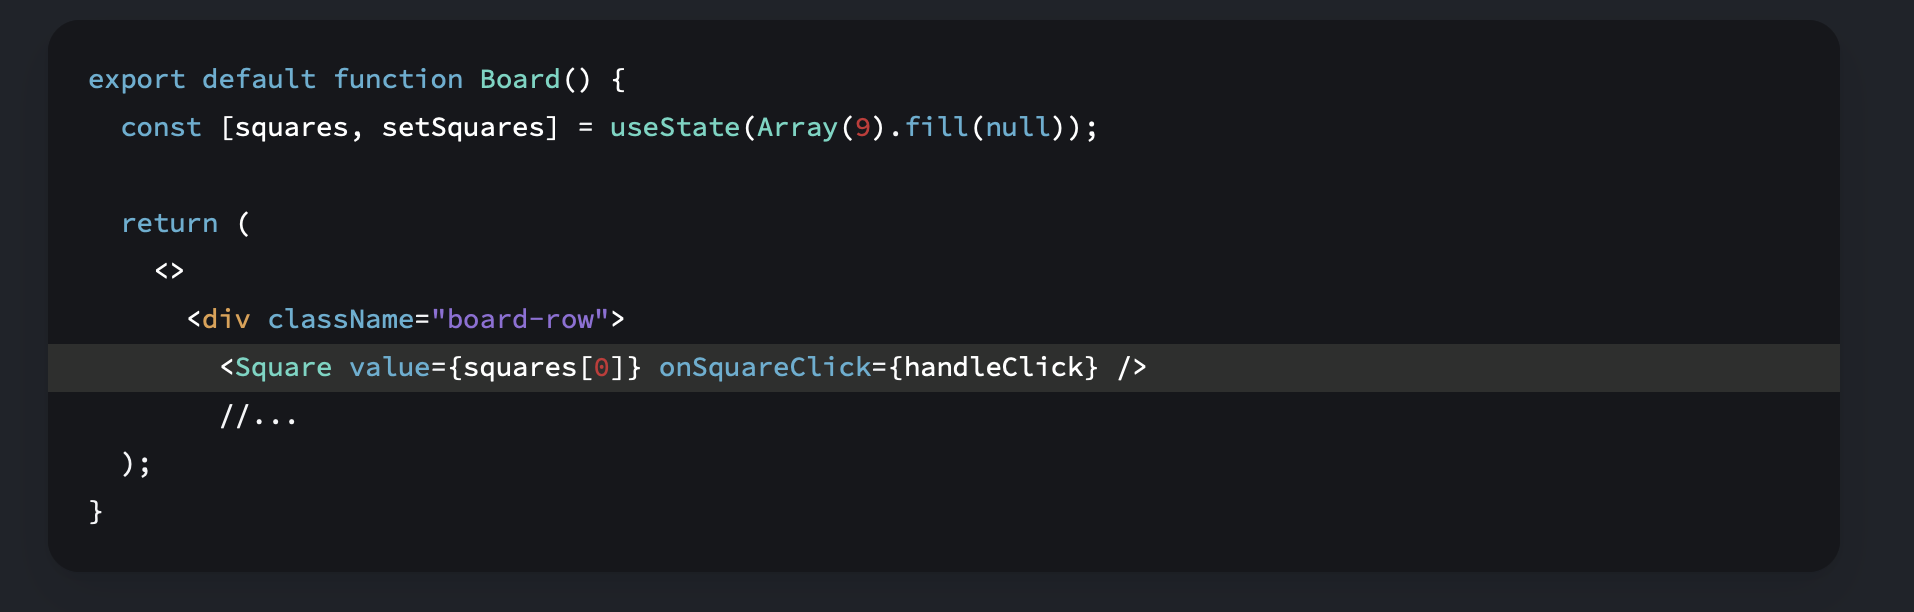 export default function Board() {
  const [squares, setSquares] = useState(Array(9).fill(null));

  return (
    <>
      <div className="board-row">
        <Square value={squares[0]} onSquareClick={handleClick} />
        //...
  );
}